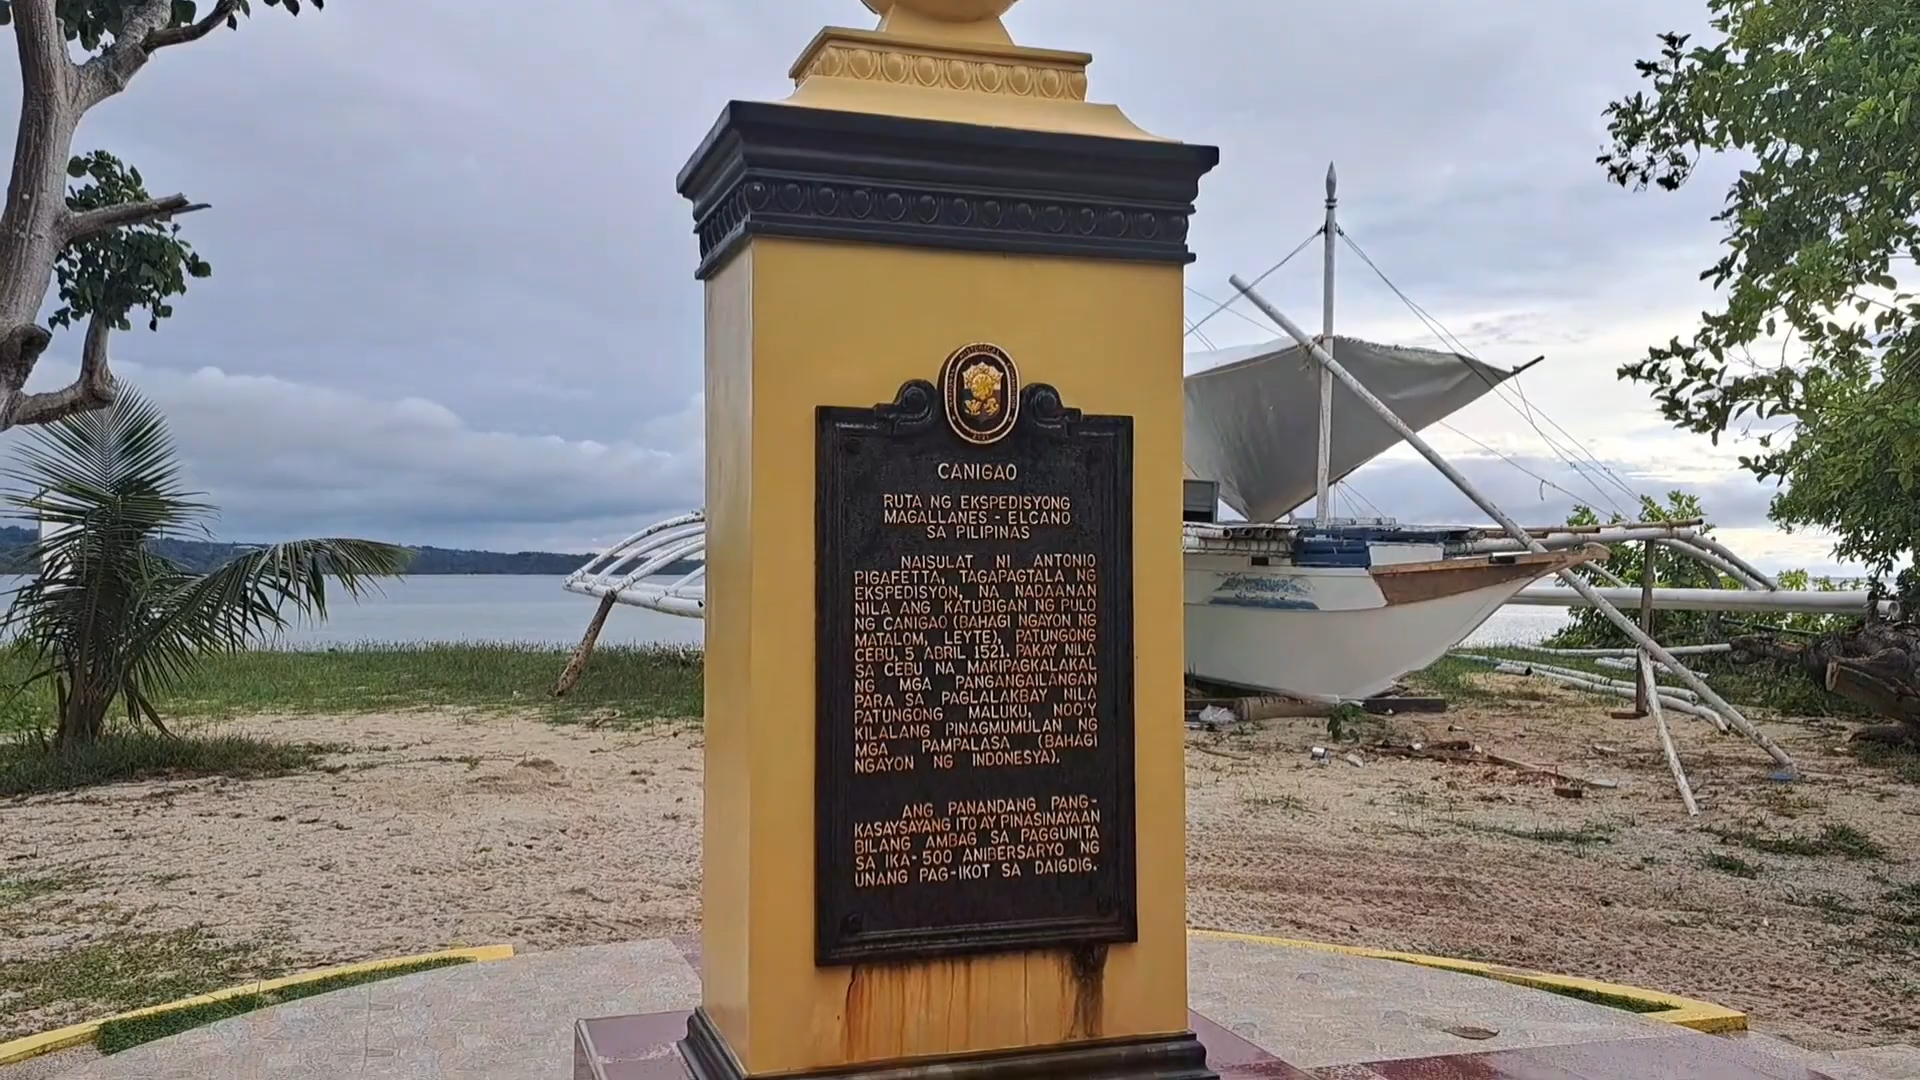 HISTORICAL
2021
CANIGAO
RUTA NG EKSPEDISYONG
MAGALLANES - ELCANO
SA PILIPINAS
NAISULAT NI ANTONIO
PIGAFETTA, TAGAPAGTALA NG
EKSPEDISYON, NA NADAANAN
NILA ANG KATUBIGAN NG PULO
NG CANIGAO (BAHAGI NGAYON NG
MATALOM, LEYTE), PATUNGONG
CEBU, 5 ABRIL 1521. PAKAY NILA
SA CEBU NA MAKIPAGKALAKAL
NG MGA PANGANGAILANGAN
PARA SA PAGLALAKBAY NILA
PATUNGONG MALUKU, NOO'Y
KILALANG PINAGMUMULAN NG
MGA PAMPALASA (BAHAGI
NGAYON NG INDONESYA).
ANG PANANDANG PANG-
KASAYSAYANG ITO AY PINASINAYAAN
BILANG AMBAG SA PAGGUNITA
SA IKA-500 ANIBERSARYO NG
UNANG PAG-IKOT SA DAIGDIG.